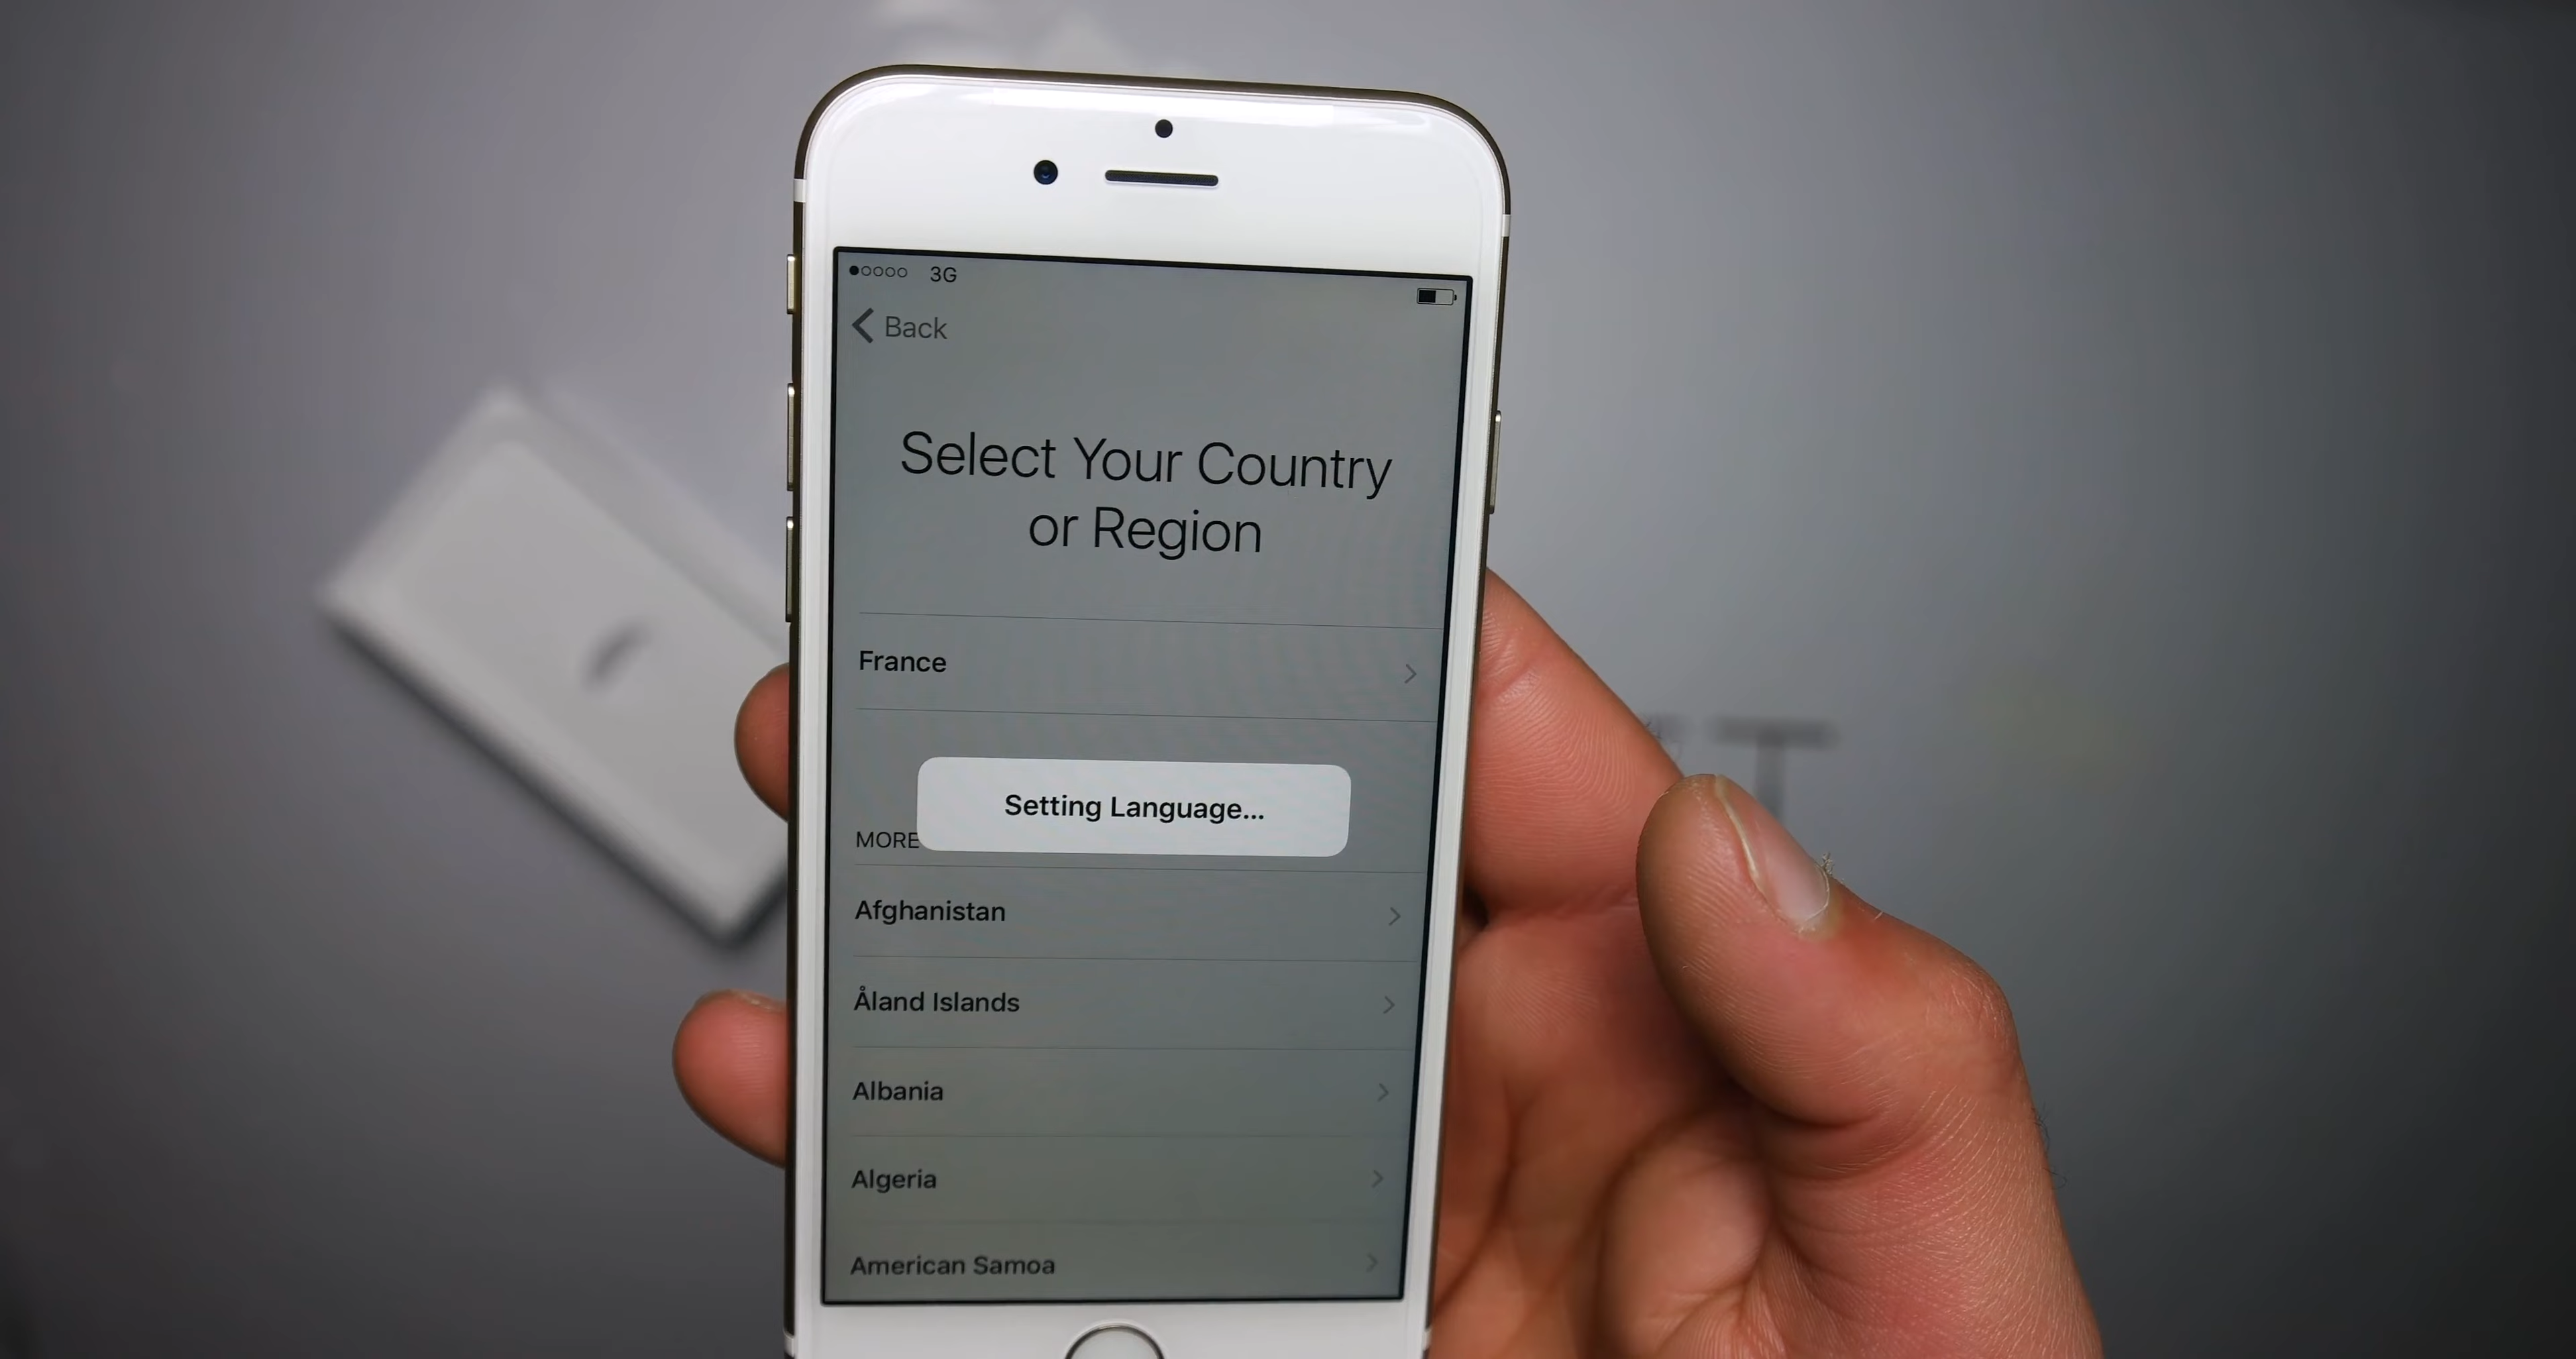 3G
Back
Select Your Country
or Region
France
Setting Language...
MORE
Afghanistan
Åland Islands
Albania
Algeria
American Samoa